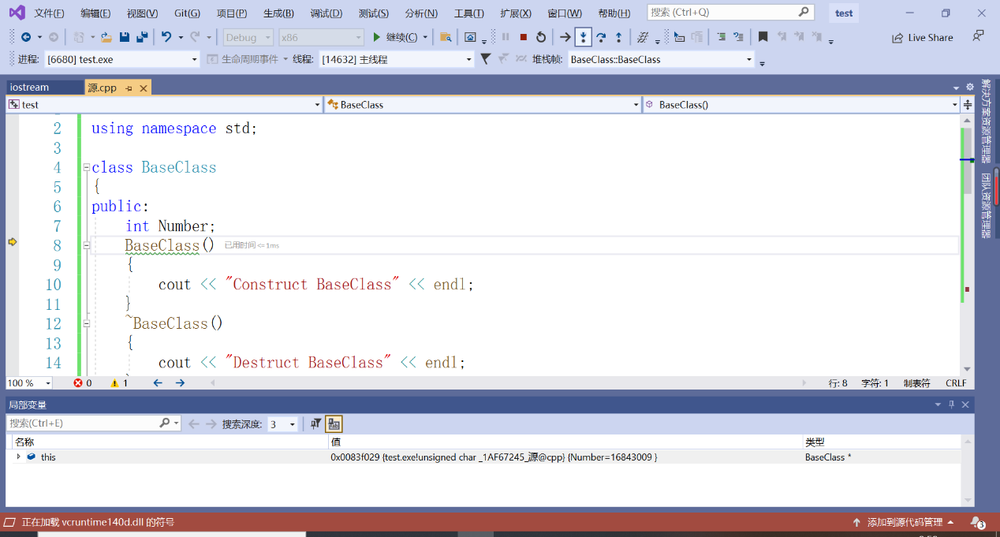 文件(F) 编辑(E) 视图(V) Git(G) 项目(P) 生成(B) 调试(D) 测试(S) 分析(N) 工具(T) 扩展(X) 窗口(W) 帮助(H) 搜索 (Ctrl+Q) test
Debug x86 继续(C) Live Share
进程: [6680] test.exe 生命周期事件 线程: [14632] 主线程 堆栈帧: BaseClass::BaseClass
iostream 源.cpp
test BaseClass BaseClass()
2 using namespace std;
3
4 class BaseClass
5 {
6 public:
7 int Number;
8 BaseClass() 已用时间 <= 1ms
9 {
10 cout << "Construct BaseClass" << endl;
11 }
12 ~BaseClass()
13 {
14 cout << "Destruct BaseClass" << endl;
100 % 0 1 行: 8 字符: 1 制表符 CRLF
解决方案资源管理器
团队资源管理器
局部变量
搜索(Ctrl+E) 搜索深度: 3
名称 值 类型
this 0x0083f029 {test.exe!unsigned char _1AF67245_源@cpp} {Number=16843009 } BaseClass *
正在加载 vcruntime140d.dll 的符号 添加到源代码管理 3